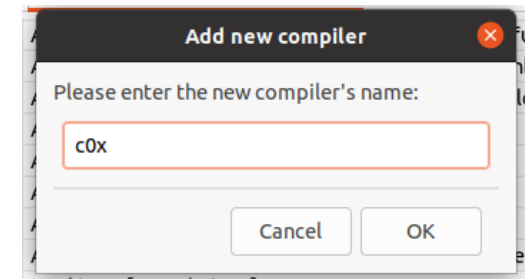 Add new compiler
Please enter the new compiler's name:
c0x
Cancel
OK